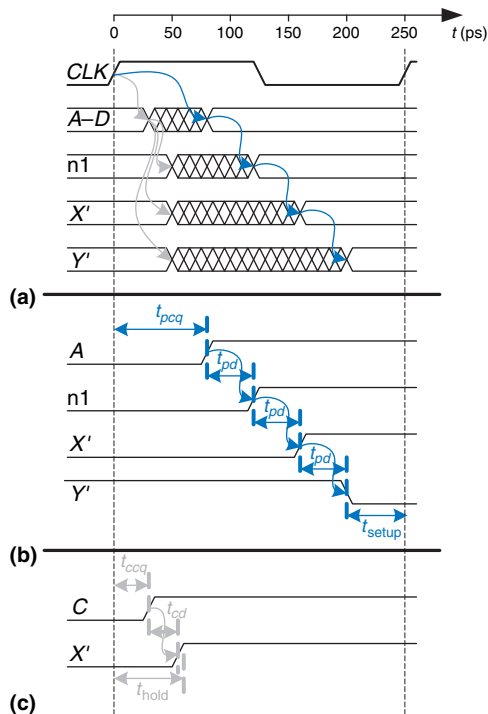 t (ps)
0 50 100 150 200 250
CLK
A–D
n1
X'
Y'
(a)
t_pcq
A
t_pd
n1
t_pd
X'
t_pd
Y'
t_setup
(b)
t_ccq
C
t_cd
X'
t_hold
(c)